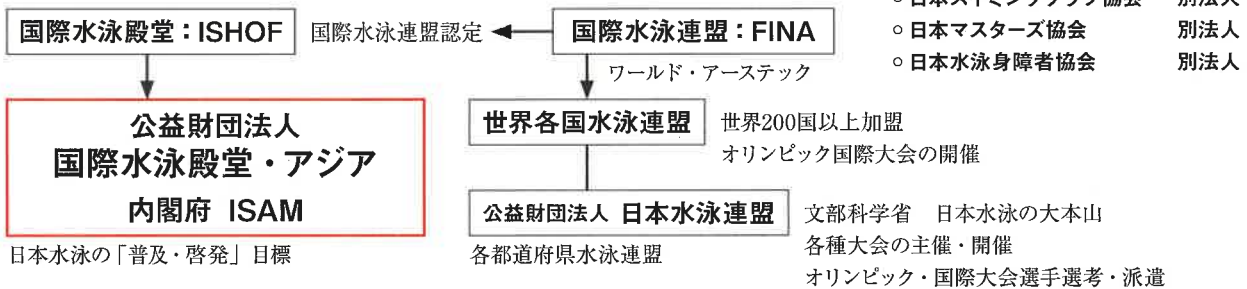 国際水泳殿堂：ISHOF
国際水泳連盟認定
国際水泳連盟：FINA
ワールド・アーステック
別法人
○日本マスターズ協会 別法人
○日本水泳身障者協会 別法人
公益財団法人
国際水泳殿堂・アジア
内閣府 ISAM
日本水泳の「普及・啓発」目標
世界各国水泳連盟
世界200国以上加盟
オリンピック国際大会の開催
公益財団法人 日本水泳連盟
各都道府県水泳連盟
文部科学省 日本水泳の大本山
各種大会の主催・開催
オリンピック・国際大会選手選考・派遣